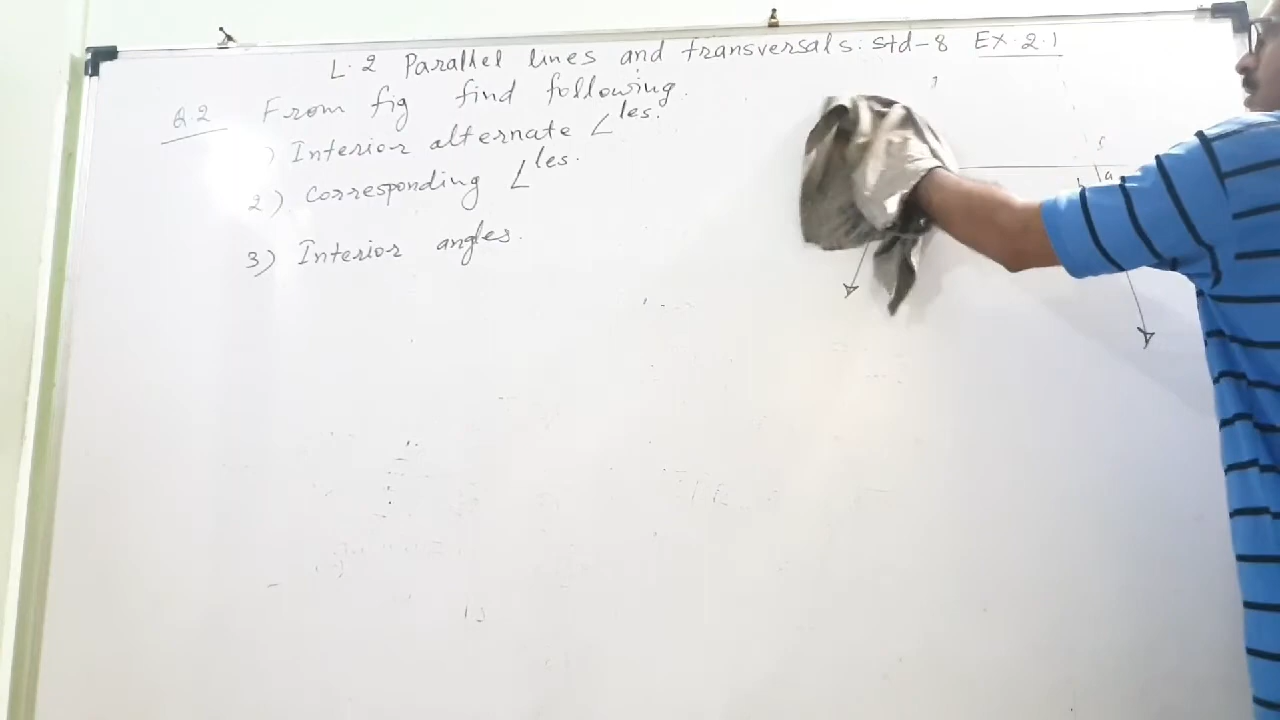 L.2 Parallel lines and transversals: std-8 EX.2.1
Q.2 From fig find following.
1) Interior alternate ∠les.
2) Corresponding ∠les.
3) Interior angles.
a